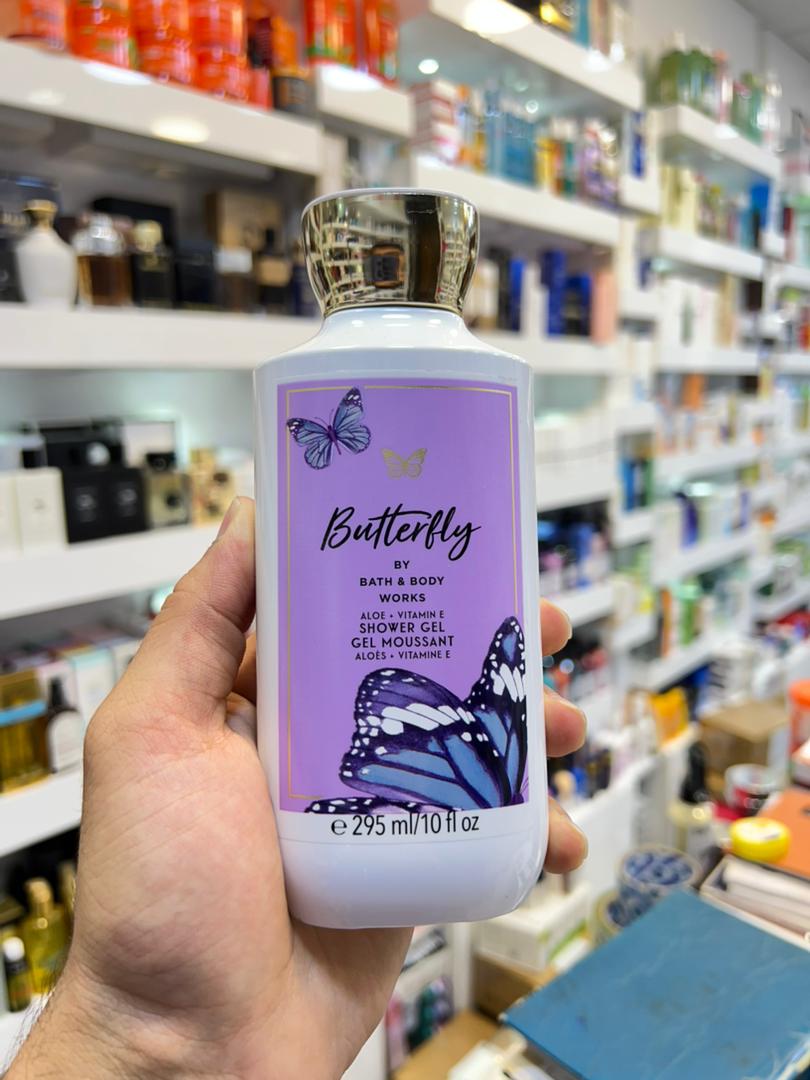 Butterfly
BY
BATH & BODY
WORKS
ALOE + VITAMIN E
SHOWER GEL
GEL MOUSSANT
ALOÈS + VITAMINE E
℮ 295 ml/10 fl oz